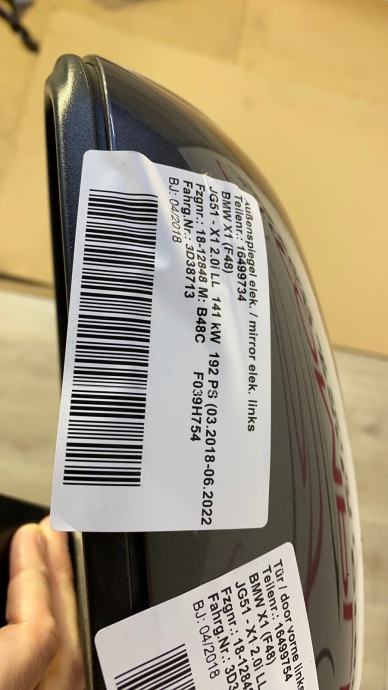 Außenspiegel elek. / mirror elek. links
Teilenr.: 16499734
BMW X1 (F48)
JG51 - X1 2.0i LL 141 kW 192 PS (03.2018-06.2022
Fzgnr.: 18-12848 M: B48C F039H754
Fahrg.Nr.: 3D38713
BJ: 04/2018
Tür / door vorne link
Teilenr.: 16499754
BMW X1 (F48)
JG51 - X1 2.0i LL
Fzgnr.: 18-1284
Fahrg.Nr.: 3D3
BJ: 04/2018